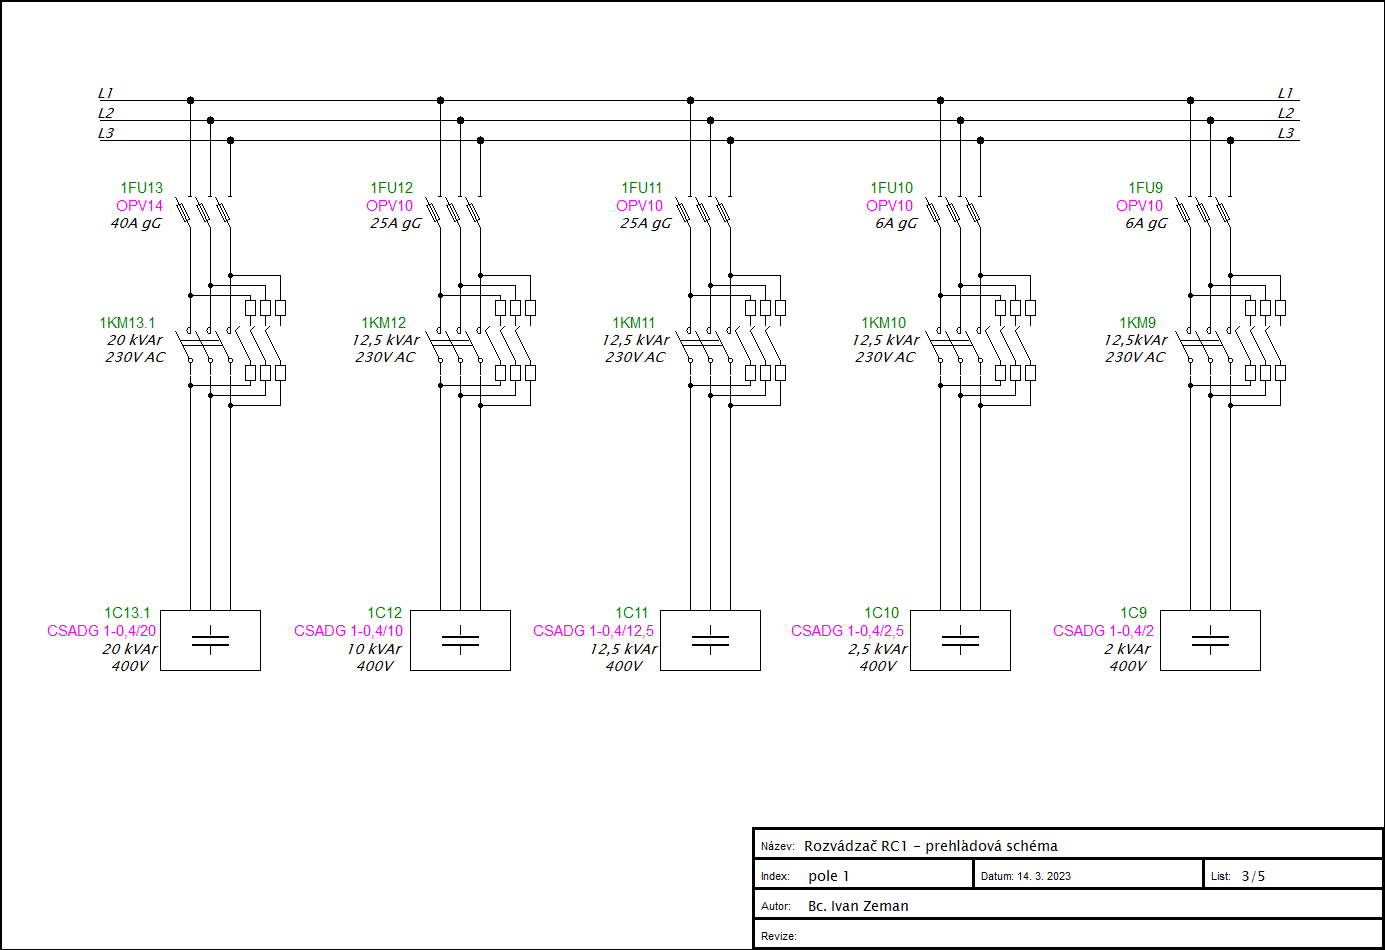 L1 L1
L2 L2
L3 L3
1FU13 1FU12 1FU11 1FU10 1FU9
OPV14 OPV10 OPV10 OPV10 OPV10
40A gG 25A gG 25A gG 6A gG 6A gG
1KM13.1 1KM12 1KM11 1KM10 1KM9
20 kVAr 12,5 kVAr 12,5 kVAr 12,5 kVAr 12,5kVAr
230V AC 230V AC 230V AC 230V AC 230V AC
1C13.1 1C12 1C11 1C10 1C9
CSADG 1-0,4/20 CSADG 1-0,4/10 CSADG 1-0,4/12,5 CSADG 1-0,4/2,5 CSADG 1-0,4/2
20 kVAr 10 kVAr 12,5 kVAr 2,5 kVAr 2 kVAr
400V 400V 400V 400V 400V
Název: Rozvádzač RC1 - prehľadová schéma
Index: pole 1 Datum: 14. 3. 2023 List: 3/5
Autor: Bc. Ivan Zeman
Revize: